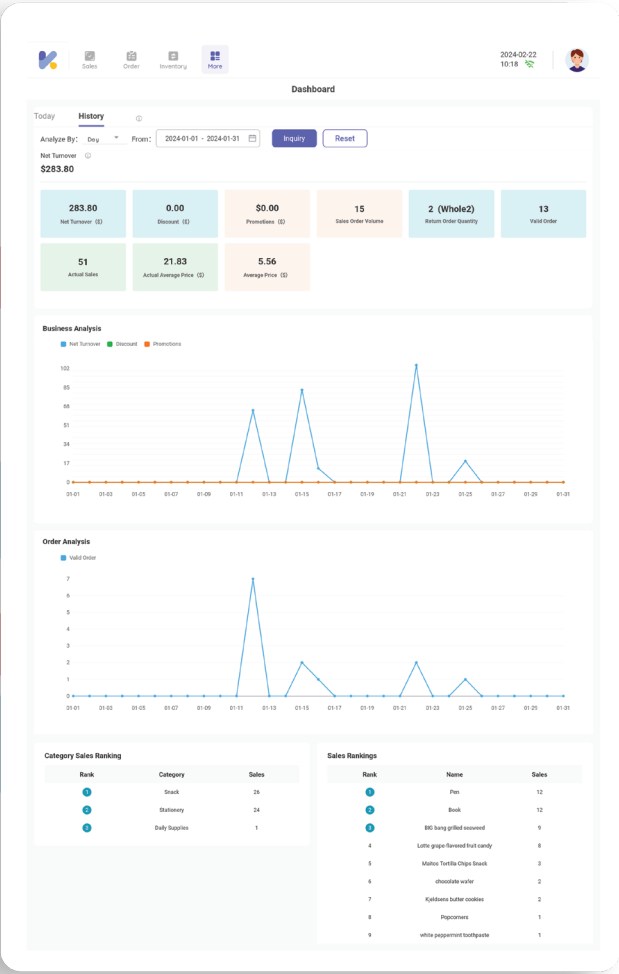 Sales Order Inventory More
2024-02-22
10:18
Dashboard
Today History
Analyze By: Day From: 2024-01-01 - 2024-01-31 Inquiry Reset
Net Turnover
$283.80
283.80 0.00 $0.00 15 2 (Whole2) 13
Net Turnover ($) Discount ($) Promotions ($) Sales Order Volume Return Order Quantity Valid Order
51 21.83 5.56
Actual Sales Actual Average Price ($) Average Price ($)
Business Analysis
Net Turnover Discount Promotions
102
85
68
51
34
17
0
01-01 01-03 01-05 01-07 01-09 01-11 01-13 01-15 01-17 01-19 01-21 01-23 01-25 01-27 01-29 01-31
Order Analysis
Valid Order
7
6
5
4
3
2
1
0
01-01 01-03 01-05 01-07 01-09 01-11 01-13 01-15 01-17 01-19 01-21 01-23 01-25 01-27 01-29 01-31
Category Sales Ranking
Rank Category Sales
1 Snack 26
2 Stationery 24
3 Daily Supplies 1
Sales Rankings
Rank Name Sales
1 Pen 12
2 Book 12
3 BIG bang grilled seaweed 9
4 Lotte grape flavored fruit candy 8
5 Maitos Tortilla Chips Snack 3
6 chocolate wafer 2
7 Kjeldsens butter cookies 2
8 Popcorners 1
9 white peppermint toothpaste 1